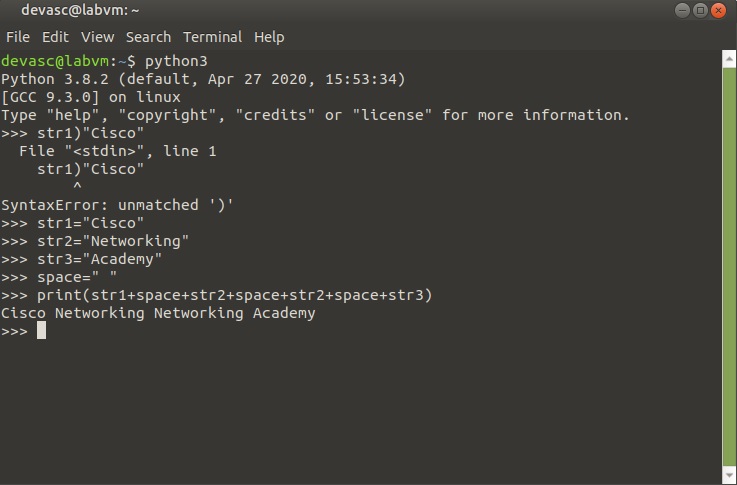 devasc@labvm: ~
File Edit View Search Terminal Help
devasc@labvm:~$ python3
Python 3.8.2 (default, Apr 27 2020, 15:53:34)
[GCC 9.3.0] on linux
Type "help", "copyright", "credits" or "license" for more information.
>>> str1)"Cisco"
  File "<stdin>", line 1
    str1)"Cisco"
        ^
SyntaxError: unmatched ')'
>>> str1="Cisco"
>>> str2="Networking"
>>> str3="Academy"
>>> space=" "
>>> print(str1+space+str2+space+str2+space+str3)
Cisco Networking Networking Academy
>>>